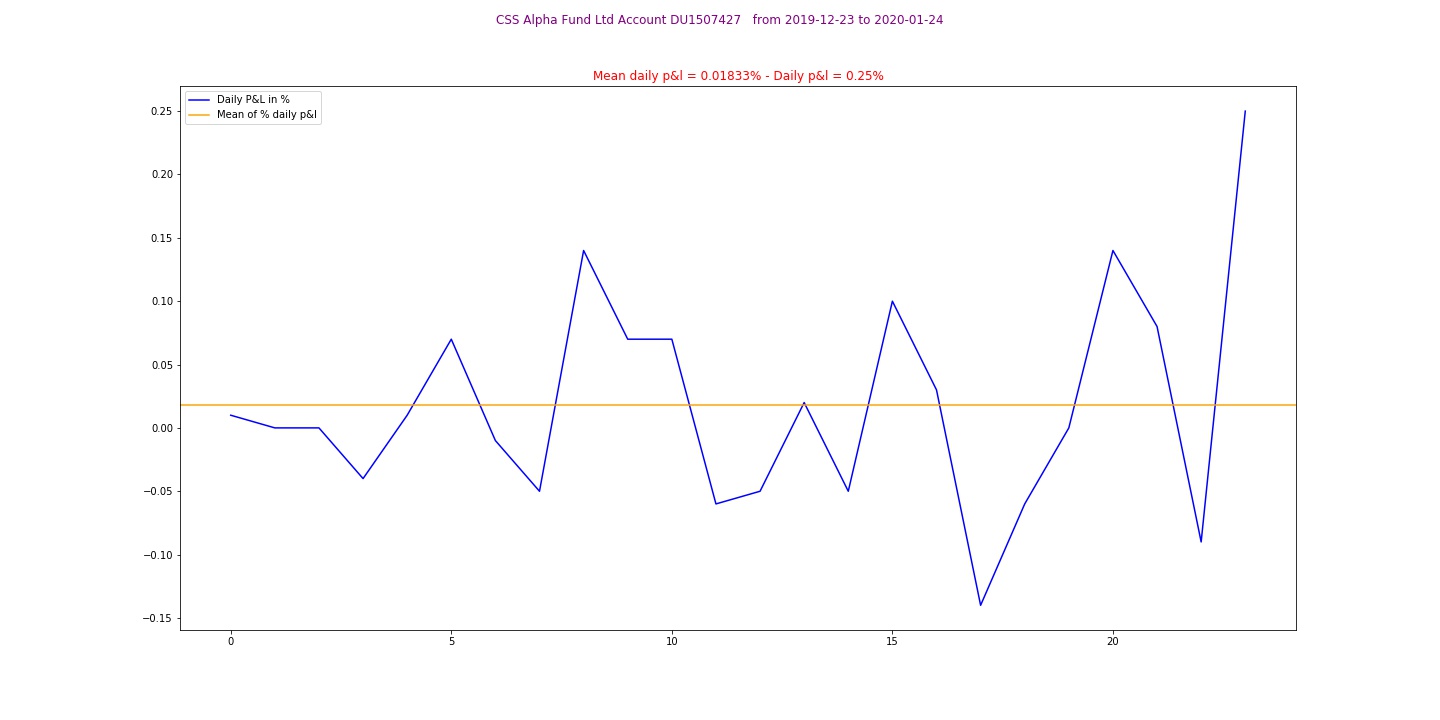 CSS Alpha Fund Ltd Account DU1507427   from 2019-12-23 to 2020-01-24
Mean daily p&l = 0.01833% - Daily p&l = 0.25%
Daily P&L in %
Mean of % daily p&l
0.25
0.20
0.15
0.10
0.05
0.00
−0.05
−0.10
−0.15
0 5 10 15 20